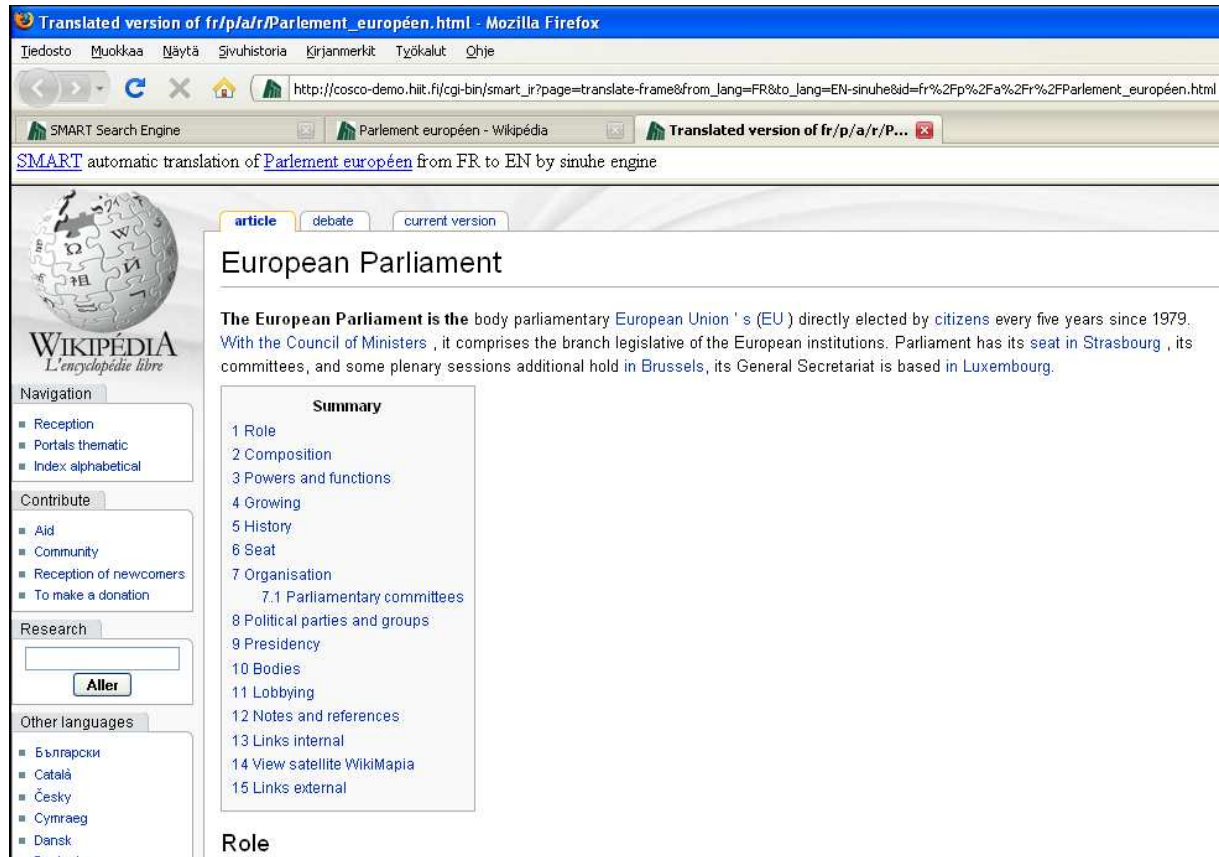 Translated version of fr/p/a/r/Parlement_européen.html - Mozilla Firefox
Tiedosto Muokkaa Näytä Sivuhistoria Kirjanmerkit Työkalut Ohje
http://cosco-demo.hiit.fi/cgi-bin/smart_ir?page=translate-frame&from_lang=FR&to_lang=EN-sinuhe&id=fr%2Fp%2Fa%2Fr%2FParlement_européen.html
SMART Search Engine Parlement européen - Wikipédia Translated version of fr/p/a/r/P...
SMART automatic translation of Parlement européen from FR to EN by sinuhe engine
article debate current version
European Parliament
The European Parliament is the body parliamentary European Union ' s (EU ) directly elected by citizens every five years since 1979.
With the Council of Ministers , it comprises the branch legislative of the European institutions. Parliament has its seat in Strasbourg , its
committees, and some plenary sessions additional hold in Brussels, its General Secretariat is based in Luxembourg.
WIKIPÉDIA
L'encyclopédie libre
Navigation
Reception
Portals thematic
Index alphabetical
Contribute
Aid
Community
Reception of newcomers
To make a donation
Research
Aller
Other languages
Български
Català
Česky
Cymraeg
Dansk
Summary
1 Role
2 Composition
3 Powers and functions
4 Growing
5 History
6 Seat
7 Organisation
7.1 Parliamentary committees
8 Political parties and groups
9 Presidency
10 Bodies
11 Lobbying
12 Notes and references
13 Links internal
14 View satellite WikiMapia
15 Links external
Role